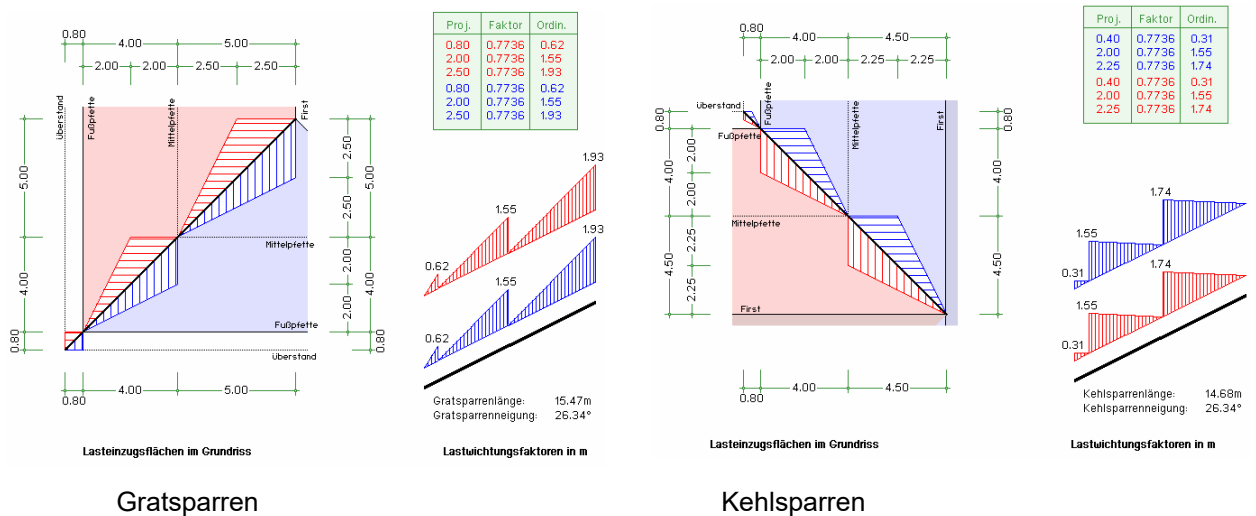 0.80
4.00
5.00
2.00
2.00
2.50
2.50
Überstand
Fußpfette
Mittelpfette
First
5.00
4.00
0.80
2.50
2.50
2.00
2.00
5.00
4.00
0.80
Mittelpfette
Fußpfette
Überstand
0.80
4.00
5.00
Lasteinzugsflächen im Grundriss
Proj. Faktor Ordin.
0.80 0.7736 0.62
2.00 0.7736 1.55
2.50 0.7736 1.93
0.80 0.7736 0.62
2.00 0.7736 1.55
2.50 0.7736 1.93
1.93
1.55
0.62
1.93
1.55
0.62
Gratsparrenlänge: 15.47m
Gratsparrenneigung: 26.34°
Lastwichtungsfaktoren in m
Gratsparren
0.80
4.00
4.50
2.00
2.00
2.25
2.25
Überstand
Fußpfette
Mittelpfette
First
Fußpfette
Mittelpfette
First
0.80
4.00
4.50
2.00
2.00
2.25
2.25
0.80
4.00
4.50
0.80
4.00
4.50
Lasteinzugsflächen im Grundriss
Proj. Faktor Ordin.
0.40 0.7736 0.31
2.00 0.7736 1.55
2.25 0.7736 1.74
0.40 0.7736 0.31
2.00 0.7736 1.55
2.25 0.7736 1.74
1.74
1.55
0.31
1.74
1.55
0.31
Kehlsparrenlänge: 14.68m
Kehlsparrenneigung: 26.34°
Lastwichtungsfaktoren in m
Kehlsparren